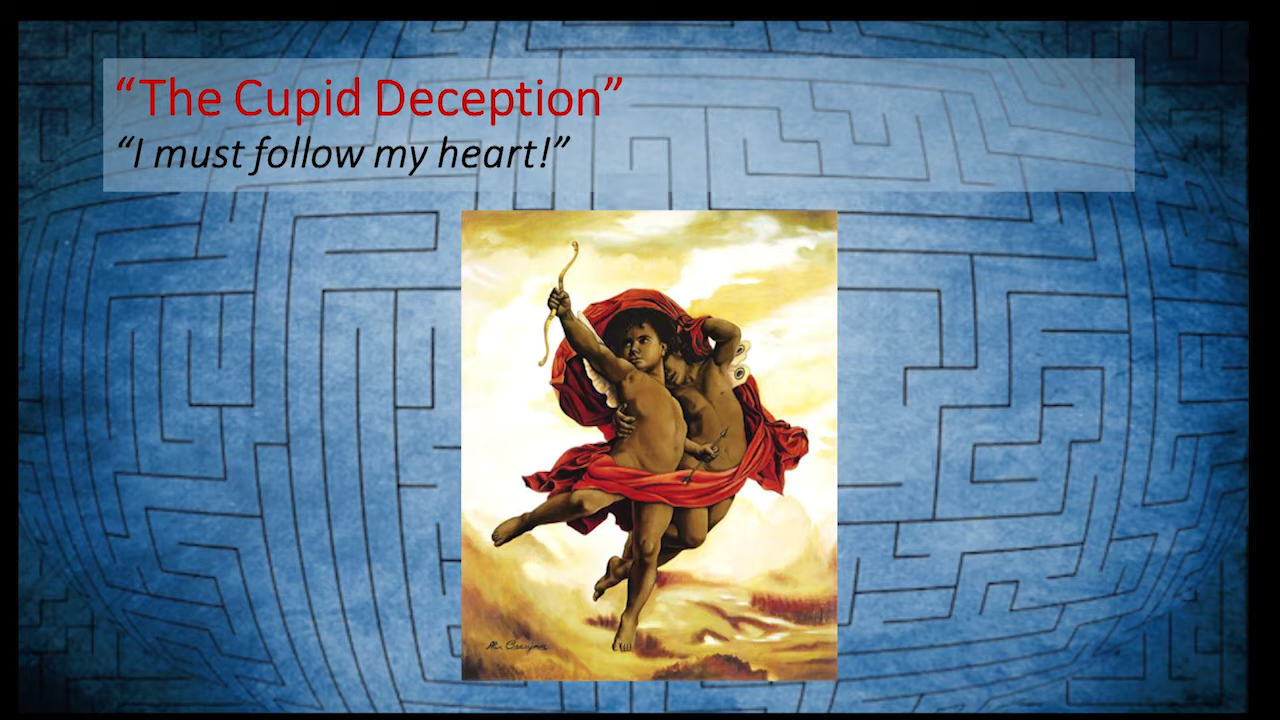 “The Cupid Deception”
“I must follow my heart!”